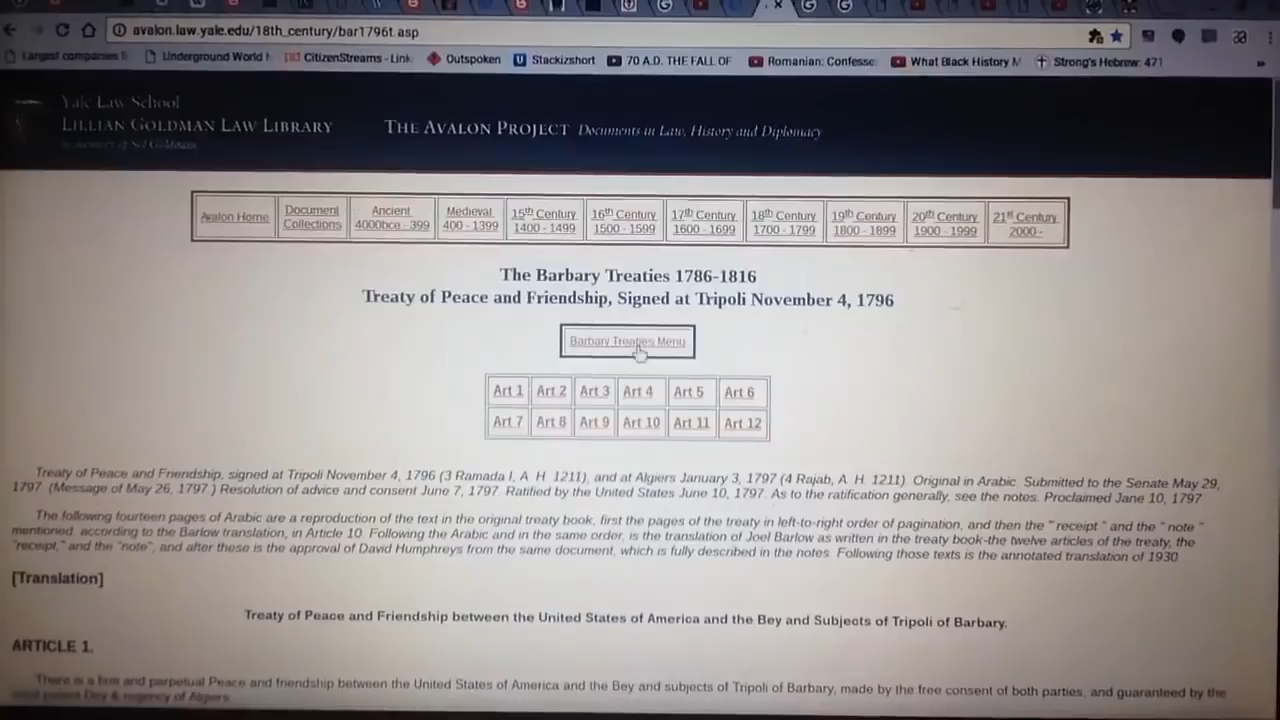 avalon.law.yale.edu/18th_century/bar1796t.asp
Largest companies Underground World CitizenStreams - Link Outspoken Stackizshort 70 A.D. THE FALL OF Romanian: Confesse What Black History M Strong's Hebrew: 471
Yale Law School
LILLIAN GOLDMAN LAW LIBRARY
in memory of Sol Goldman
THE AVALON PROJECT Documents in Law, History and Diplomacy
Avalon Home
Document
Collections
Ancient
4000bce - 399
Medieval
400 - 1399
15th Century
1400 - 1499
16th Century
1500 - 1599
17th Century
1600 - 1699
18th Century
1700 - 1799
19th Century
1800 - 1899
20th Century
1900 - 1999
21st Century
2000 -
The Barbary Treaties 1786-1816
Treaty of Peace and Friendship, Signed at Tripoli November 4, 1796
Barbary Treaties Menu
Art 1 Art 2 Art 3 Art 4 Art 5 Art 6
Art 7 Art 8 Art 9 Art 10 Art 11 Art 12
Treaty of Peace and Friendship, signed at Tripoli November 4, 1796 (3 Ramada I, A. H. 1211), and at Algiers January 3, 1797 (4 Rajab, A. H. 1211). Original in Arabic. Submitted to the Senate May 29,
1797. (Message of May 26, 1797.) Resolution of advice and consent June 7, 1797. Ratified by the United States June 10, 1797. As to the ratification generally, see the notes. Proclaimed Jane 10, 1797.
The following fourteen pages of Arabic are a reproduction of the text in the original treaty book, first the pages of the treaty in left-to-right order of pagination, and then the "receipt" and the "note"
mentioned, according to the Barlow translation, in Article 10. Following the Arabic and in the same order, is the translation of Joel Barlow as written in the treaty book-the twelve articles of the treaty, the
"receipt," and the "note", and after these is the approval of David Humphreys from the same document, which is fully described in the notes. Following those texts is the annotated translation of 1930
[Translation]
Treaty of Peace and Friendship between the United States of America and the Bey and Subjects of Tripoli of Barbary.
ARTICLE 1.
There is a firm and perpetual Peace and friendship between the United States of America and the Bey and subjects of Tripoli of Barbary, made by the free consent of both parties, and guaranteed by the
most potent Dey & regency of Algiers.